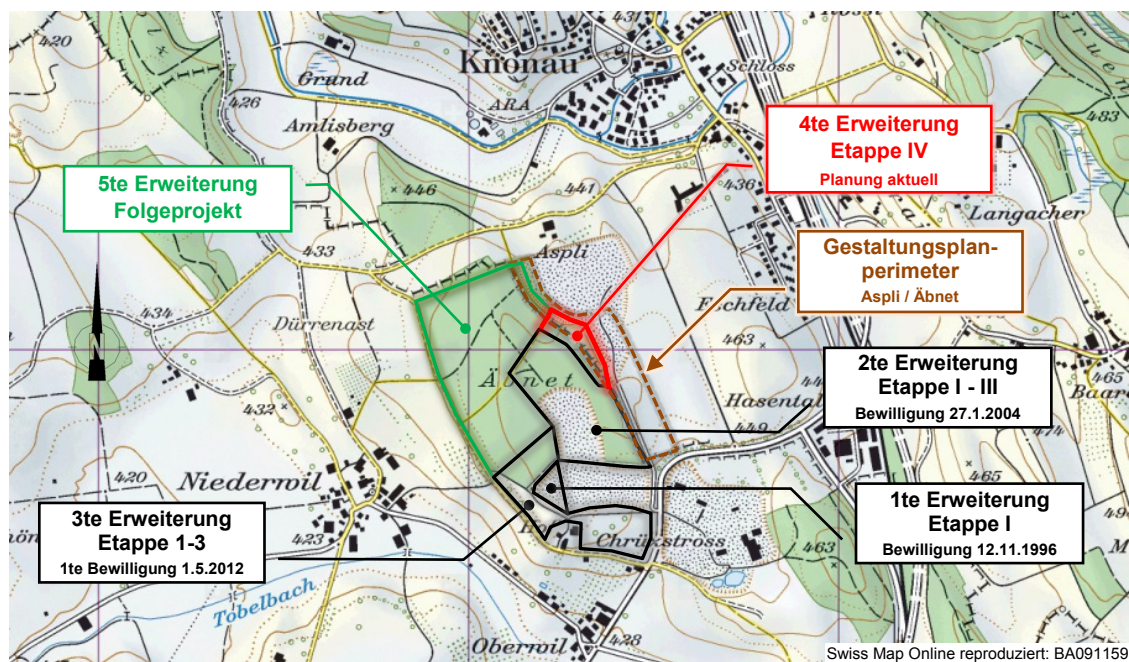 420
Grund
426
Amlisberg
Knonau
431
ARA
Schloss
483
4te Erweiterung
Etappe IV
Planung aktuell
5te Erweiterung
Folgeprojekt
446
441
436
Langacher
433
Aspli
Gestaltungsplan-
perimeter
Aspli / Äbnet
Eschfeld
434
Dürrenast
463
2te Erweiterung
Etappe I - III
Bewilligung 27.1.2004
465
Baar
Äbnet
Hasental
432
449
474
420
Niederwil
465
1te Erweiterung
Etappe I
Bewilligung 12.11.1996
3te Erweiterung
Etappe 1-3
1te Bewilligung 1.5.2012
423
Chrüzstross
463
Tobelbach
Oberwil
428
Swiss Map Online reproduziert: BA091159